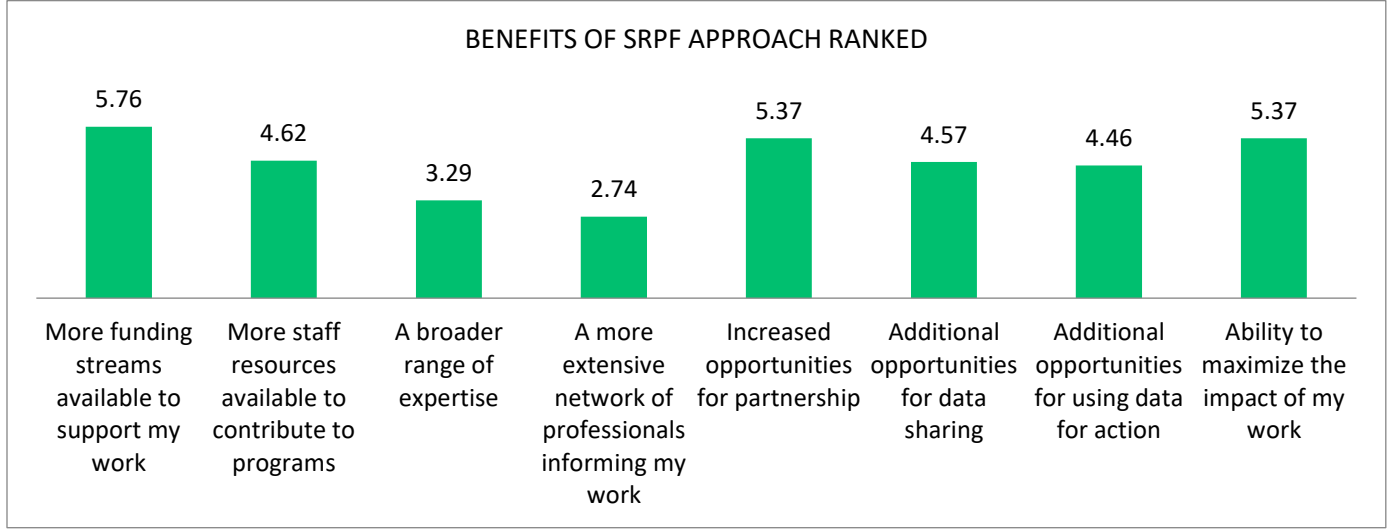 BENEFITS OF SRPF APPROACH RANKED
5.76
4.62
3.29
2.74
5.37
4.57
4.46
5.37
More funding
streams
available to
support my
work
More staff
resources
available to
contribute to
programs
A broader
range of
expertise
A more
extensive
network of
professionals
informing my
work
Increased
opportunities
for partnership
Additional
opportunities
for data
sharing
Additional
opportunities
for using data
for action
Ability to
maximize the
impact of my
work